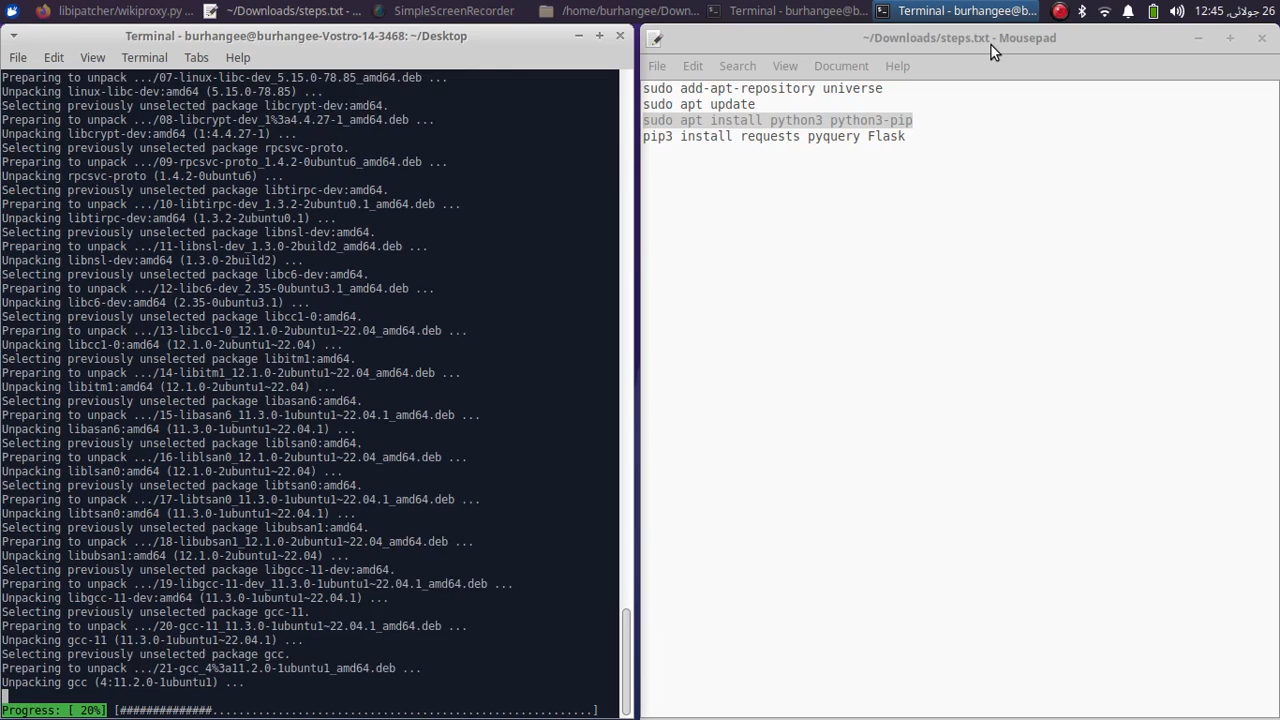 libipatcher/wikiproxy.py ...
~/Downloads/steps.txt - ...
SimpleScreenRecorder
/home/burhangee/Down...
Terminal - burhangee@b...
Terminal - burhangee@b...
26 جولائی, 12:45
Terminal - burhangee@burhangee-Vostro-14-3468: ~/Desktop
File Edit View Terminal Tabs Help
Preparing to unpack .../07-linux-libc-dev_5.15.0-78.85_amd64.deb ...
Unpacking linux-libc-dev:amd64 (5.15.0-78.85) ...
Selecting previously unselected package libcrypt-dev:amd64.
Preparing to unpack .../08-libcrypt-dev_1%3a4.4.27-1_amd64.deb ...
Unpacking libcrypt-dev:amd64 (1:4.4.27-1) ...
Selecting previously unselected package rpcsvc-proto.
Preparing to unpack .../09-rpcsvc-proto_1.4.2-0ubuntu6_amd64.deb ...
Unpacking rpcsvc-proto (1.4.2-0ubuntu6) ...
Selecting previously unselected package libtirpc-dev:amd64.
Preparing to unpack .../10-libtirpc-dev_1.3.2-2ubuntu0.1_amd64.deb ...
Unpacking libtirpc-dev:amd64 (1.3.2-2ubuntu0.1) ...
Selecting previously unselected package libnsl-dev:amd64.
Preparing to unpack .../11-libnsl-dev_1.3.0-2build2_amd64.deb ...
Unpacking libnsl-dev:amd64 (1.3.0-2build2) ...
Selecting previously unselected package libc6-dev:amd64.
Preparing to unpack .../12-libc6-dev_2.35-0ubuntu3.1_amd64.deb ...
Unpacking libc6-dev:amd64 (2.35-0ubuntu3.1) ...
Selecting previously unselected package libcc1-0:amd64.
Preparing to unpack .../13-libcc1-0_12.1.0-2ubuntu1~22.04_amd64.deb ...
Unpacking libcc1-0:amd64 (12.1.0-2ubuntu1~22.04) ...
Selecting previously unselected package libitm1:amd64.
Preparing to unpack .../14-libitm1_12.1.0-2ubuntu1~22.04_amd64.deb ...
Unpacking libitm1:amd64 (12.1.0-2ubuntu1~22.04) ...
Selecting previously unselected package libasan6:amd64.
Preparing to unpack .../15-libasan6_11.3.0-1ubuntu1~22.04.1_amd64.deb ...
Unpacking libasan6:amd64 (11.3.0-1ubuntu1~22.04.1) ...
Selecting previously unselected package liblsan0:amd64.
Preparing to unpack .../16-liblsan0_12.1.0-2ubuntu1~22.04_amd64.deb ...
Unpacking liblsan0:amd64 (12.1.0-2ubuntu1~22.04) ...
Selecting previously unselected package libtsan0:amd64.
Preparing to unpack .../17-libtsan0_11.3.0-1ubuntu1~22.04.1_amd64.deb ...
Unpacking libtsan0:amd64 (11.3.0-1ubuntu1~22.04.1) ...
Selecting previously unselected package libubsan1:amd64.
Preparing to unpack .../18-libubsan1_12.1.0-2ubuntu1~22.04_amd64.deb ...
Unpacking libubsan1:amd64 (12.1.0-2ubuntu1~22.04) ...
Selecting previously unselected package libgcc-11-dev:amd64.
Preparing to unpack .../19-libgcc-11-dev_11.3.0-1ubuntu1~22.04.1_amd64.deb ...
Unpacking libgcc-11-dev:amd64 (11.3.0-1ubuntu1~22.04.1) ...
Selecting previously unselected package gcc-11.
Preparing to unpack .../20-gcc-11_11.3.0-1ubuntu1~22.04.1_amd64.deb ...
Unpacking gcc-11 (11.3.0-1ubuntu1~22.04.1) ...
Selecting previously unselected package gcc.
Preparing to unpack .../21-gcc_4%3a11.2.0-1ubuntu1_amd64.deb ...
Unpacking gcc (4:11.2.0-1ubuntu1) ...
Progress: [ 20%] [##############..........................................................]
~/Downloads/steps.txt - Mousepad
File Edit Search View Document Help
sudo add-apt-repository universe
sudo apt update
sudo apt install python3 python3-pip
pip3 install requests pyquery Flask